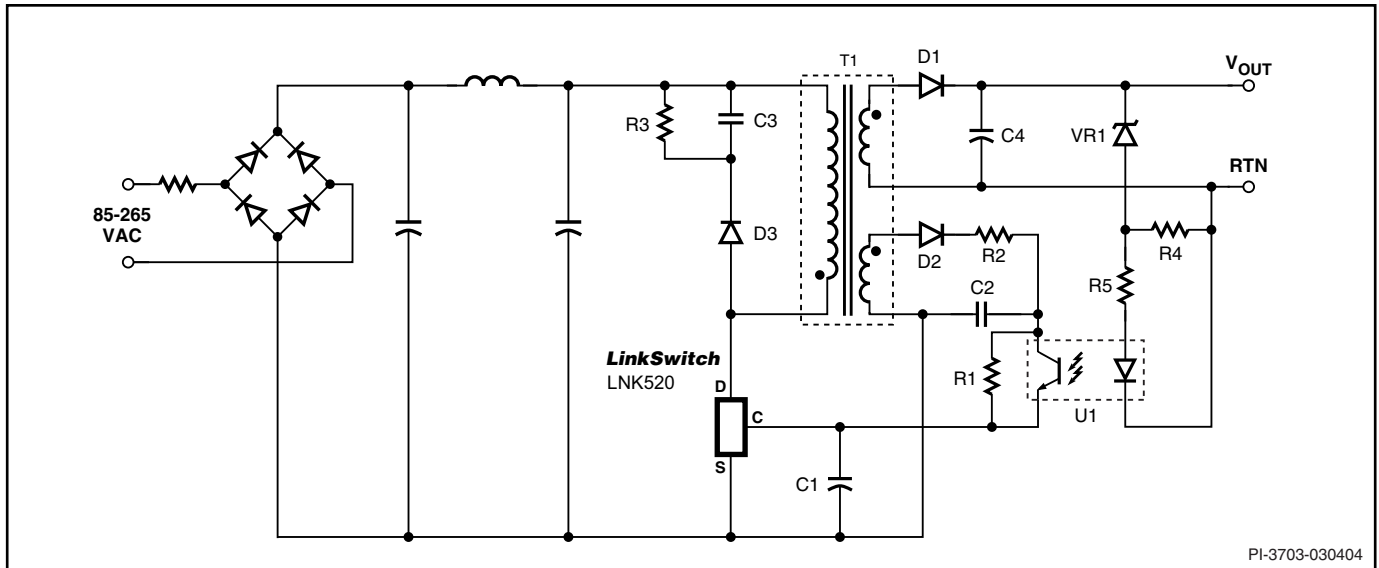 T1
D1
V_OUT
R3
C3
C4
VR1
RTN
85-265
VAC
D3
D2
R2
R4
C2
R5
LinkSwitch
LNK520
D
R1
C
U1
S
C1
PI-3703-030404